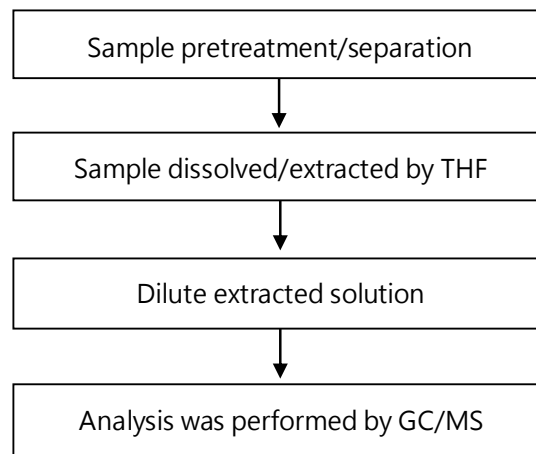 Sample pretreatment/separation
Sample dissolved/extracted by THF
Dilute extracted solution
Analysis was performed by GC/MS